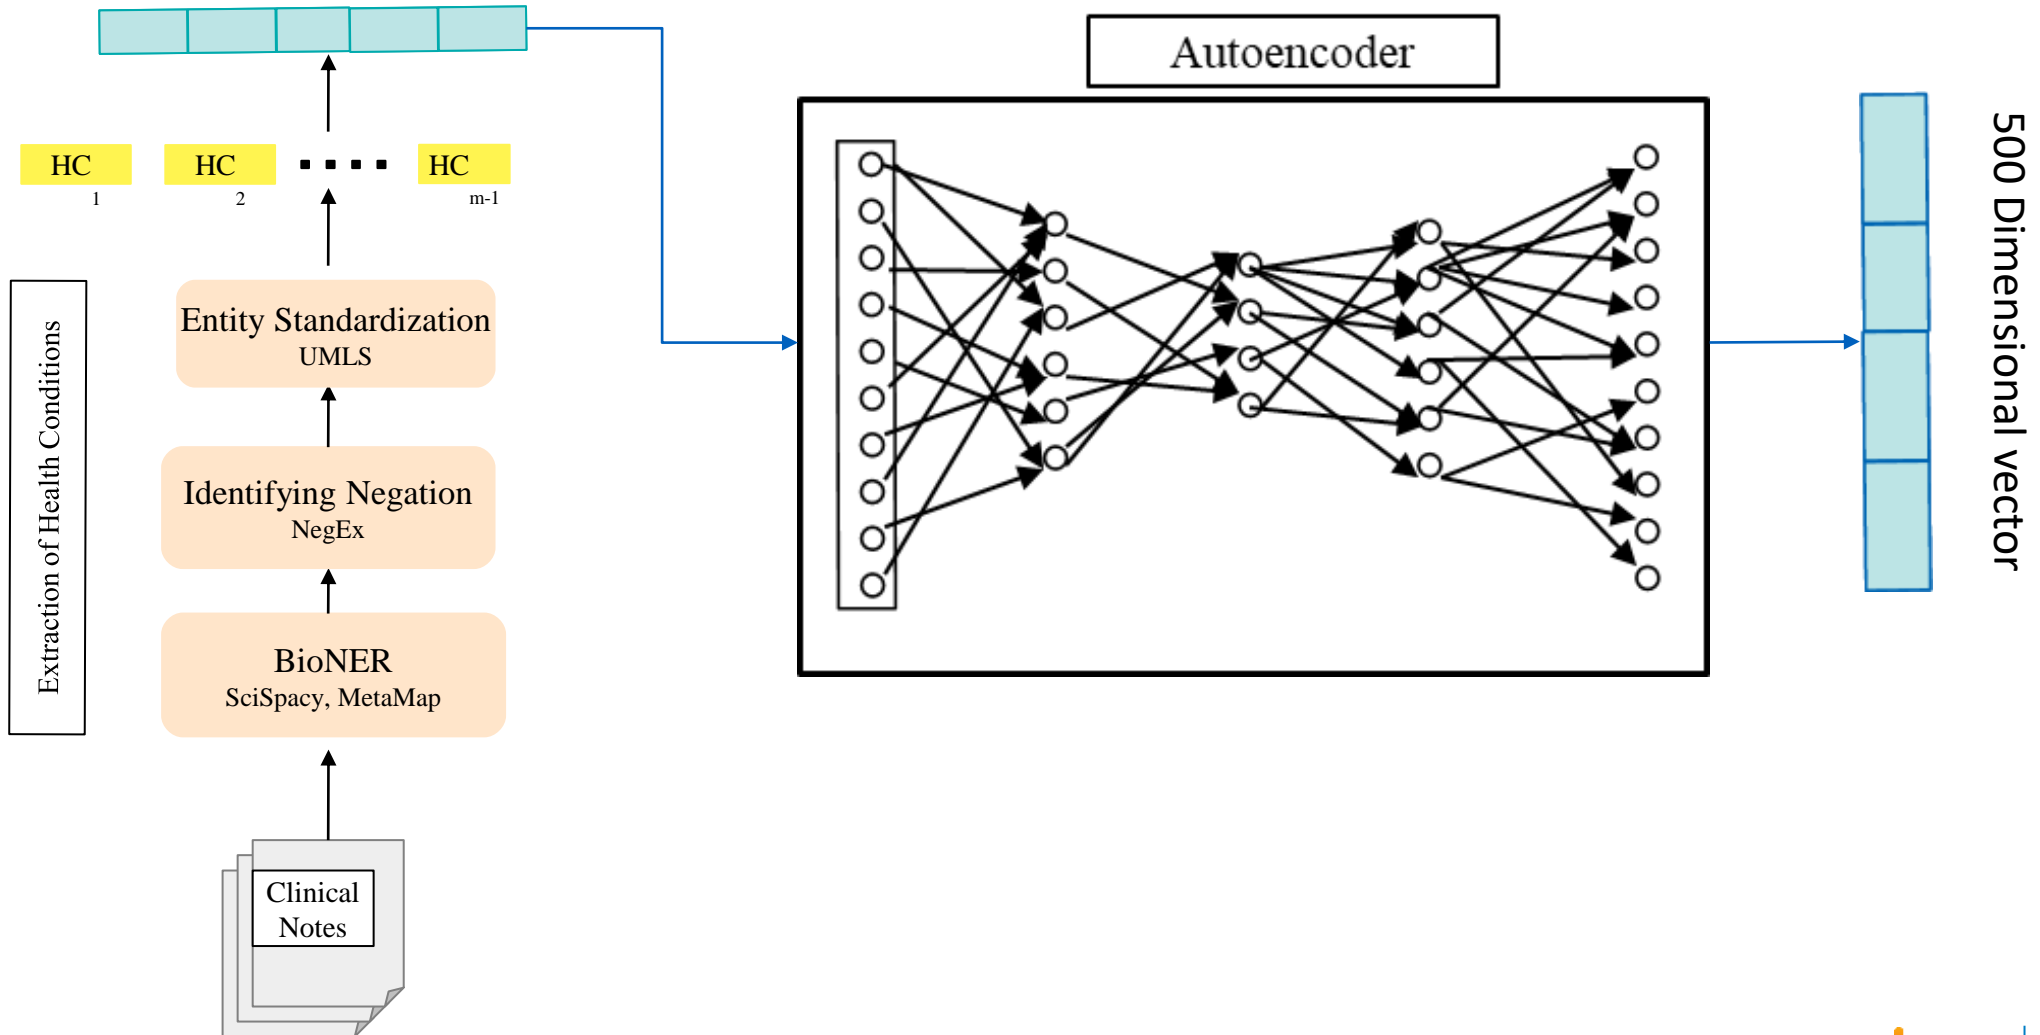 Autoencoder
HC 1
HC 2
HC m-1
Entity Standardization
UMLS
Identifying Negation
NegEx
BioNER
SciSpacy, MetaMap
Extraction of Health Conditions
Clinical
Notes
500 Dimensional vector